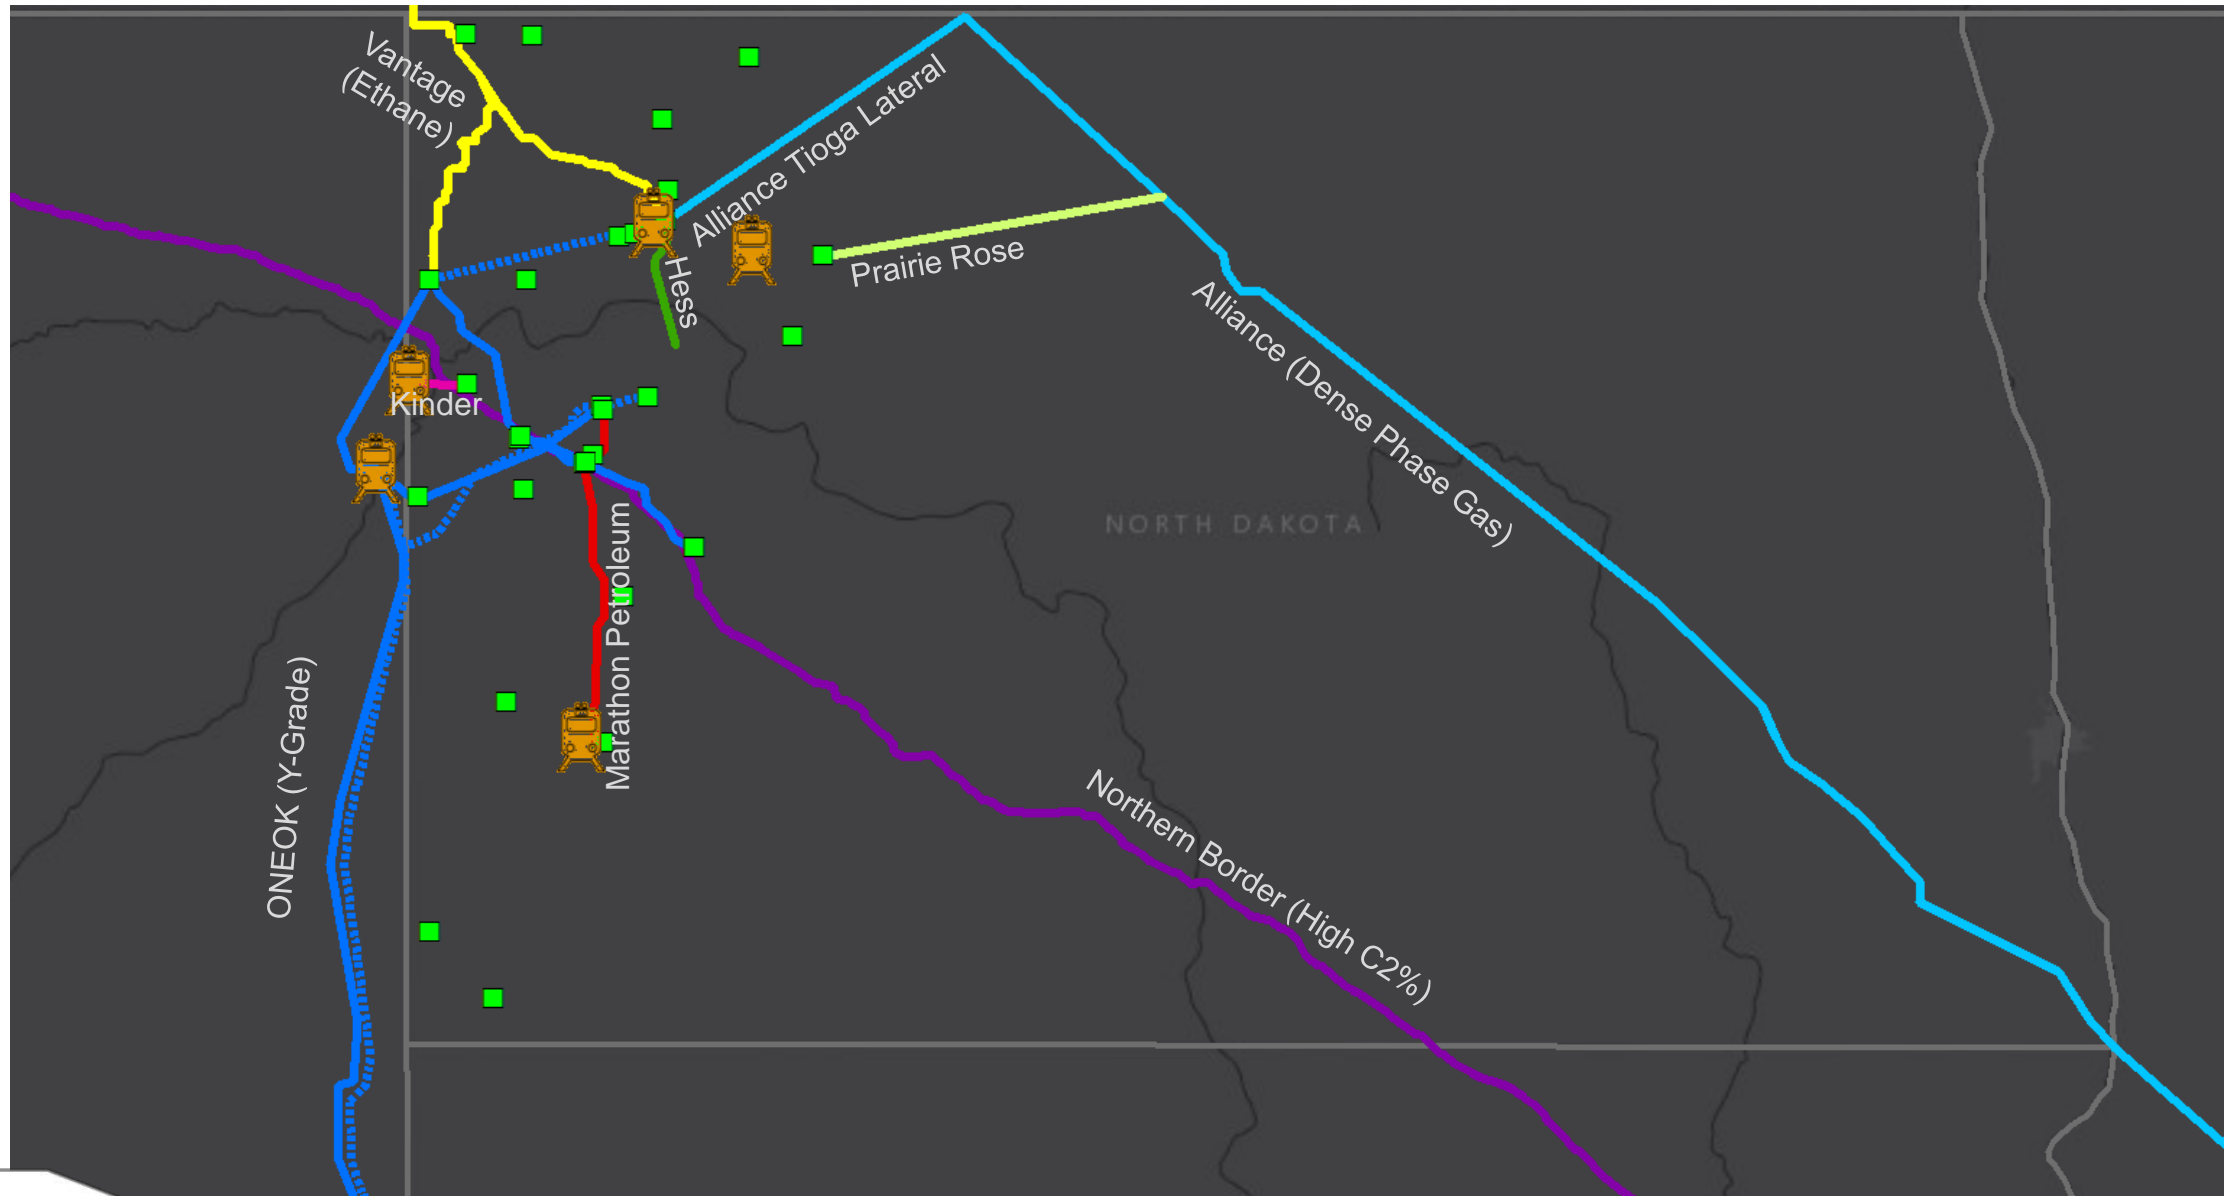 Vantage
(Ethane)
Alliance Tioga Lateral
Hess
Prairie Rose
Alliance (Dense Phase Gas)
Kinder
NORTH DAKOTA
Marathon Petroleum
ONEOK (Y-Grade)
Northern Border (High C2%)